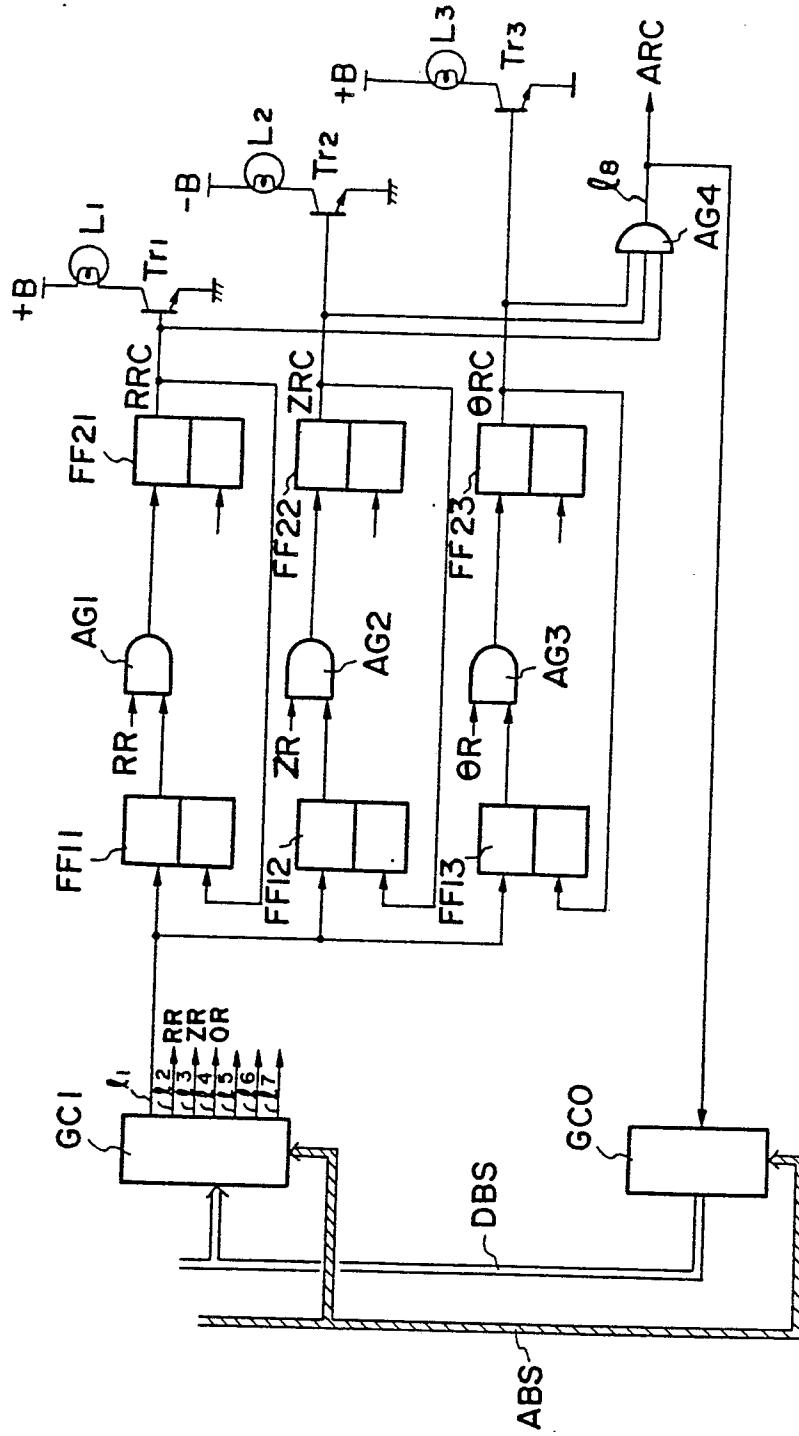 +B
L1
Tr1
-B
L2
Tr2
+B
L3
Tr3
FF21
RRC
FF22
ZRC
FF23
ΘRC
ℓ8
ARC
AG4
AG1
RR
AG2
ZR
AG3
ΘR
FF11
FF12
FF13
GC1
ℓ1
ℓ2
RR
ℓ3
ZR
ℓ4
OR
ℓ5
ℓ6
ℓ7
GCO
DBS
ABS